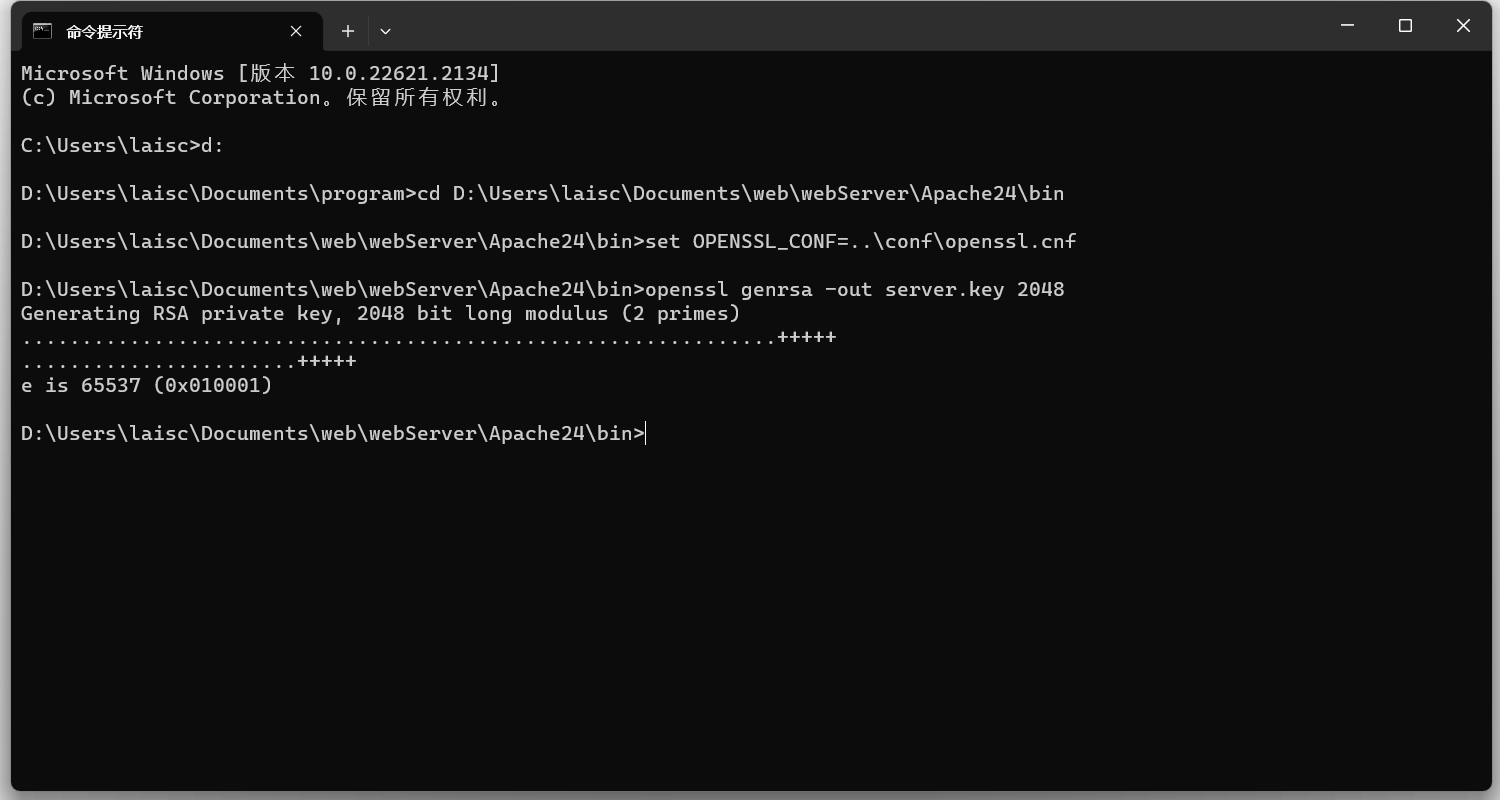 命令提示符
Microsoft Windows [版本 10.0.22621.2134]
(c) Microsoft Corporation。保留所有权利。
C:\Users\laisc>d:
D:\Users\laisc\Documents\program>cd D:\Users\laisc\Documents\web\webServer\Apache24\bin
D:\Users\laisc\Documents\web\webServer\Apache24\bin>set OPENSSL_CONF=..\conf\openssl.cnf
D:\Users\laisc\Documents\web\webServer\Apache24\bin>openssl genrsa -out server.key 2048
Generating RSA private key, 2048 bit long modulus (2 primes)
...............................................................+++++
.......................+++++
e is 65537 (0x010001)
D:\Users\laisc\Documents\web\webServer\Apache24\bin>